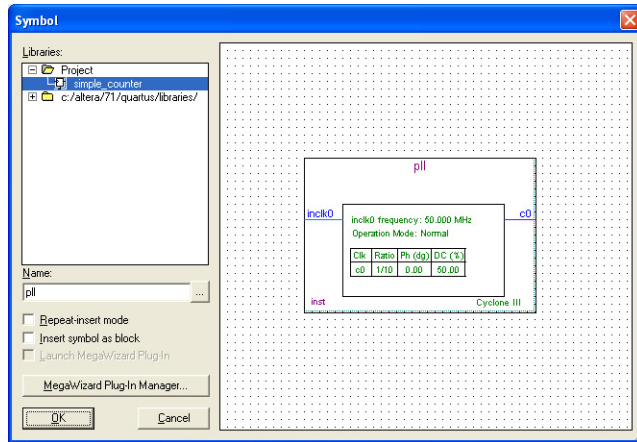 Symbol
Libraries:
Project
simple_counter
c:/altera/71/quartus/libraries/
Name:
pll
...
Repeat-insert mode
Insert symbol as block
Launch MegaWizard Plug-In
MegaWizard Plug-In Manager...
OK
Cancel
pll
inclk0
c0
inclk0 frequency: 50.000 MHz
Operation Mode: Normal
Clk Ratio Ph (dg) DC (%)
c0 1/10 0.00 50.00
inst
Cyclone III